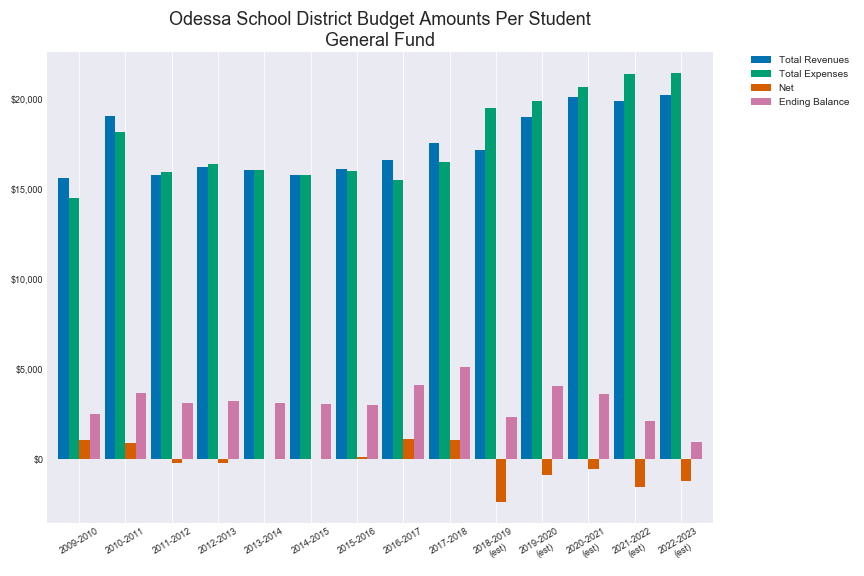 Odessa School District Budget Amounts Per Student
General Fund
Total Revenues
Total Expenses
Net
Ending Balance
$20,000
$15,000
$10,000
$5,000
$0
2009-2010
2010-2011
2011-2012
2012-2013
2013-2014
2014-2015
2015-2016
2016-2017
2017-2018
2018-2019
(est)
2019-2020
(est)
2020-2021
(est)
2021-2022
(est)
2022-2023
(est)